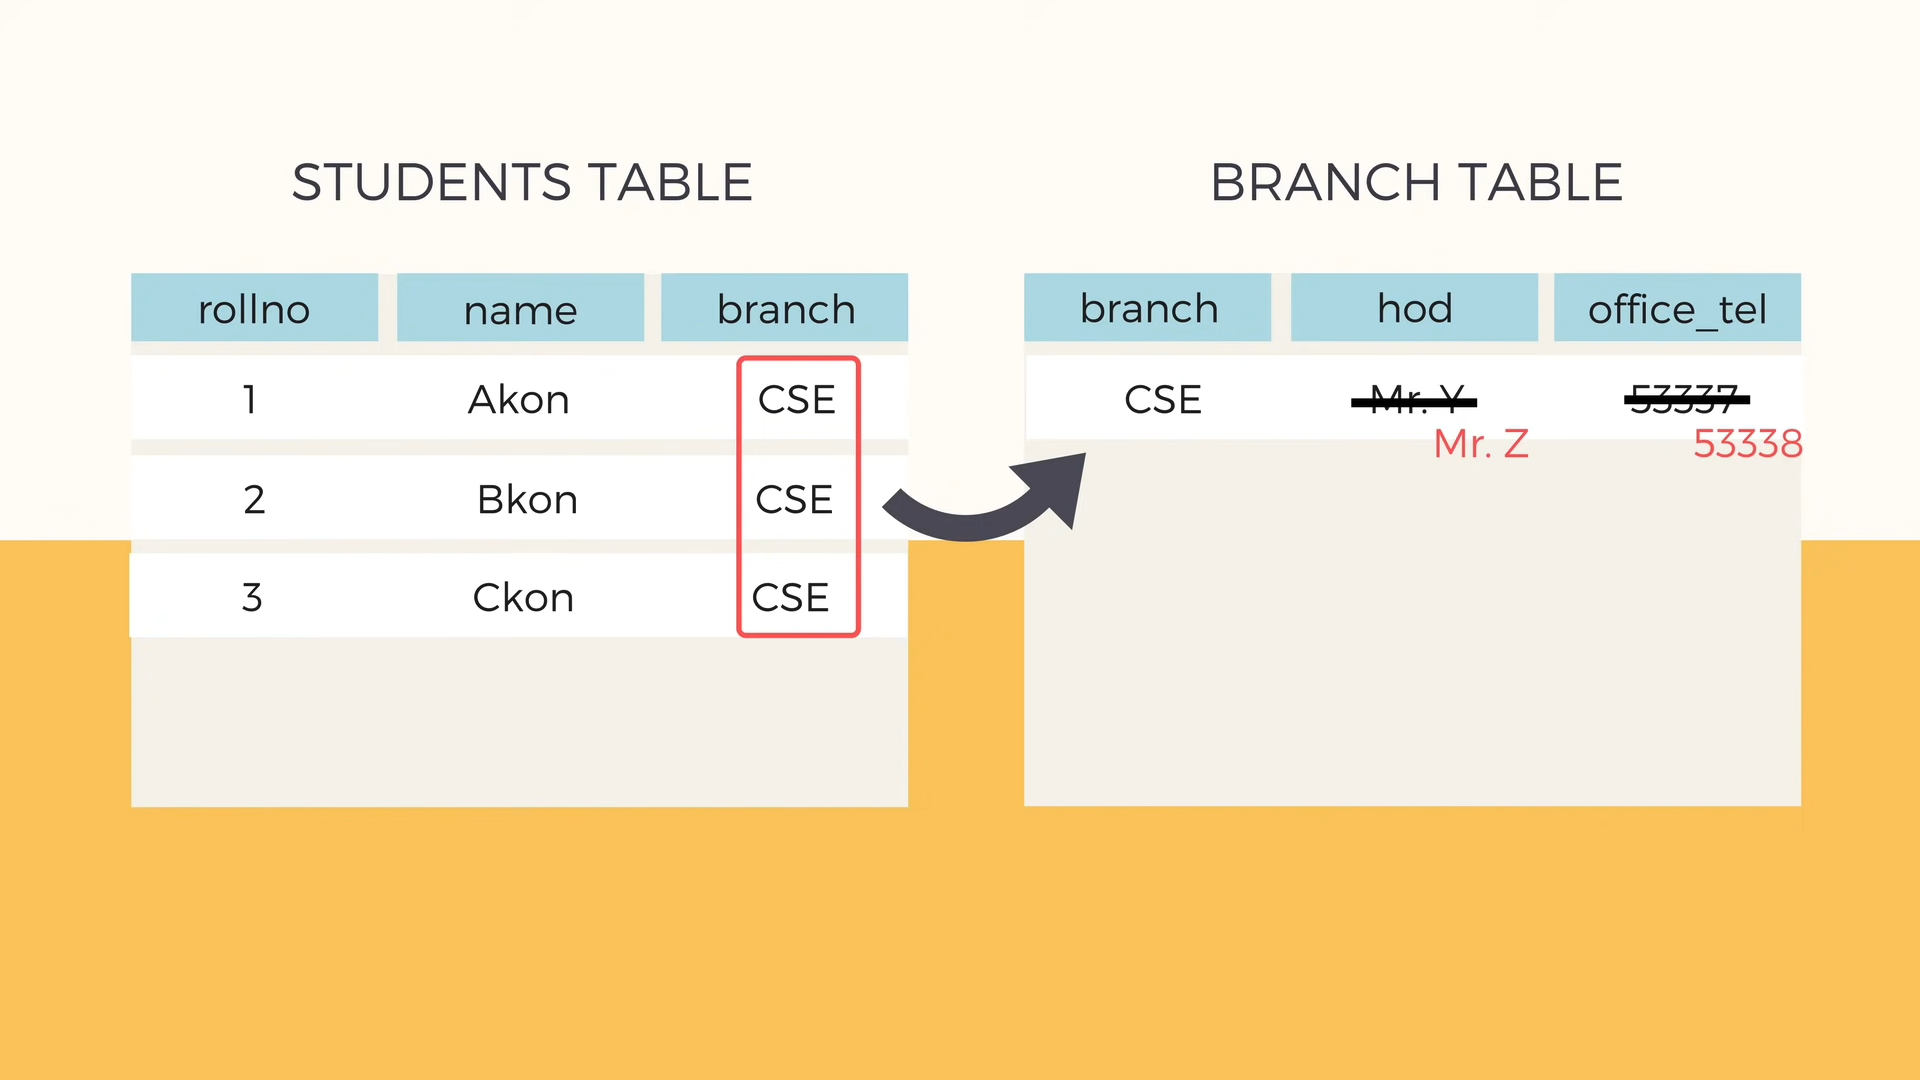 STUDENTS TABLE
rollno name branch
1 Akon CSE
2 Bkon CSE
3 Ckon CSE
BRANCH TABLE
branch hod office_tel
CSE Mr. Y 53337
Mr. Z 53338